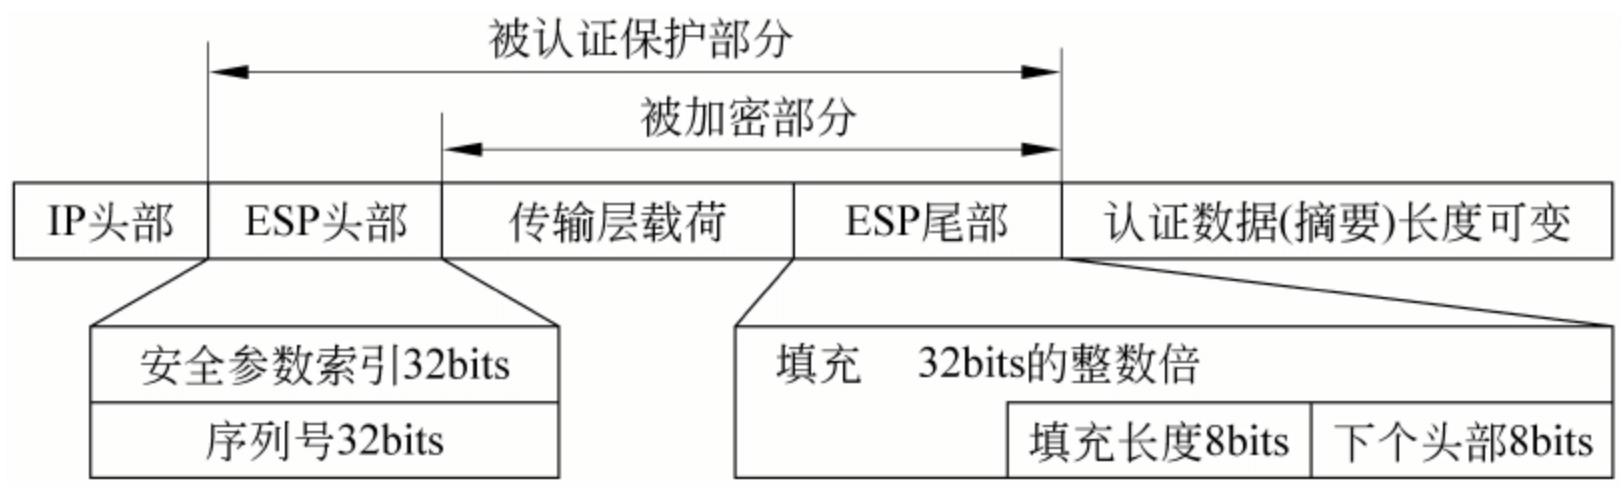 被认证保护部分
被加密部分
IP头部 ESP头部 传输层载荷 ESP尾部 认证数据(摘要)长度可变
安全参数索引32bits
序列号32bits
填充 32bits的整数倍
填充长度8bits 下个头部8bits